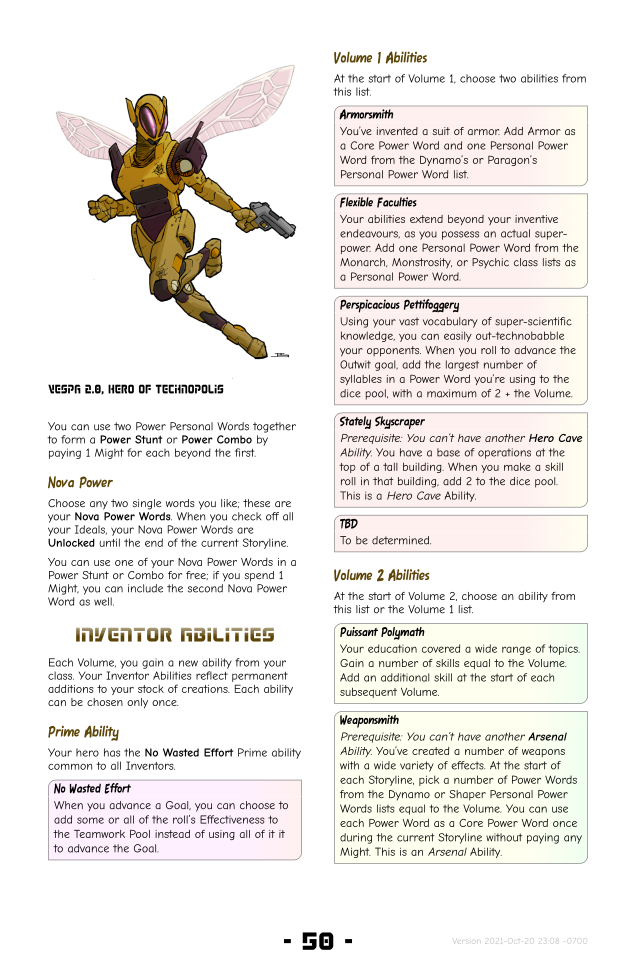 VESPA 2.8, HERO OF TECHNOPOLIS
You can use two Power Personal Words together
to form a Power Stunt or Power Combo by
paying 1 Might for each beyond the first.
Nova Power
Choose any two single words you like; these are
your Nova Power Words. When you check off all
your Ideals, your Nova Power Words are
Unlocked until the end of the current Storyline.
You can use one of your Nova Power Words in a
Power Stunt or Combo for free; if you spend 1
Might, you can include the second Nova Power
Word as well.
INVENTOR ABILITIES
Each Volume, you gain a new ability from your
class. Your Inventor Abilities reflect permanent
additions to your stock of creations. Each ability
can be chosen only once.
Prime Ability
Your hero has the No Wasted Effort Prime ability
common to all Inventors.
No Wasted Effort
When you advance a Goal, you can choose to
add some or all of the roll's Effectiveness to
the Teamwork Pool instead of using all of it it
to advance the Goal.
Volume 1 Abilities
At the start of Volume 1, choose two abilities from
this list.
Armorsmith
You've invented a suit of armor. Add Armor as
a Core Power Word and one Personal Power
Word from the Dynamo's or Paragon's
Personal Power Word list.
Flexible Faculties
Your abilities extend beyond your inventive
endeavours, as you possess an actual super-
power. Add one Personal Power Word from the
Monarch, Monstrosity, or Psychic class lists as
a Personal Power Word.
Perspicacious Pettifoggery
Using your vast vocabulary of super-scientific
knowledge, you can easily out-technobabble
your opponents. When you roll to advance the
Outwit goal, add the largest number of
syllables in a Power Word you're using to the
dice pool, with a maximum of 2 + the Volume.
Stately Skyscraper
Prerequisite: You can't have another Hero Cave
Ability. You have a base of operations at the
top of a tall building. When you make a skill
roll in that building, add 2 to the dice pool.
This is a Hero Cave Ability.
TBD
To be determined.
Volume 2 Abilities
At the start of Volume 2, choose an ability from
this list or the Volume 1 list.
Puissant Polymath
Your education covered a wide range of topics.
Gain a number of skills equal to the Volume.
Add an additional skill at the start of each
subsequent Volume.
Weaponsmith
Prerequisite: You can't have another Arsenal
Ability. You've created a number of weapons
with a wide variety of effects. At the start of
each Storyline, pick a number of Power Words
from the Dynamo or Shaper Personal Power
Words lists equal to the Volume. You can use
each Power Word as a Core Power Word once
during the current Storyline without paying any
Might. This is an Arsenal Ability.
- 50 -
Version 2021-Oct-20 23:08 -0700